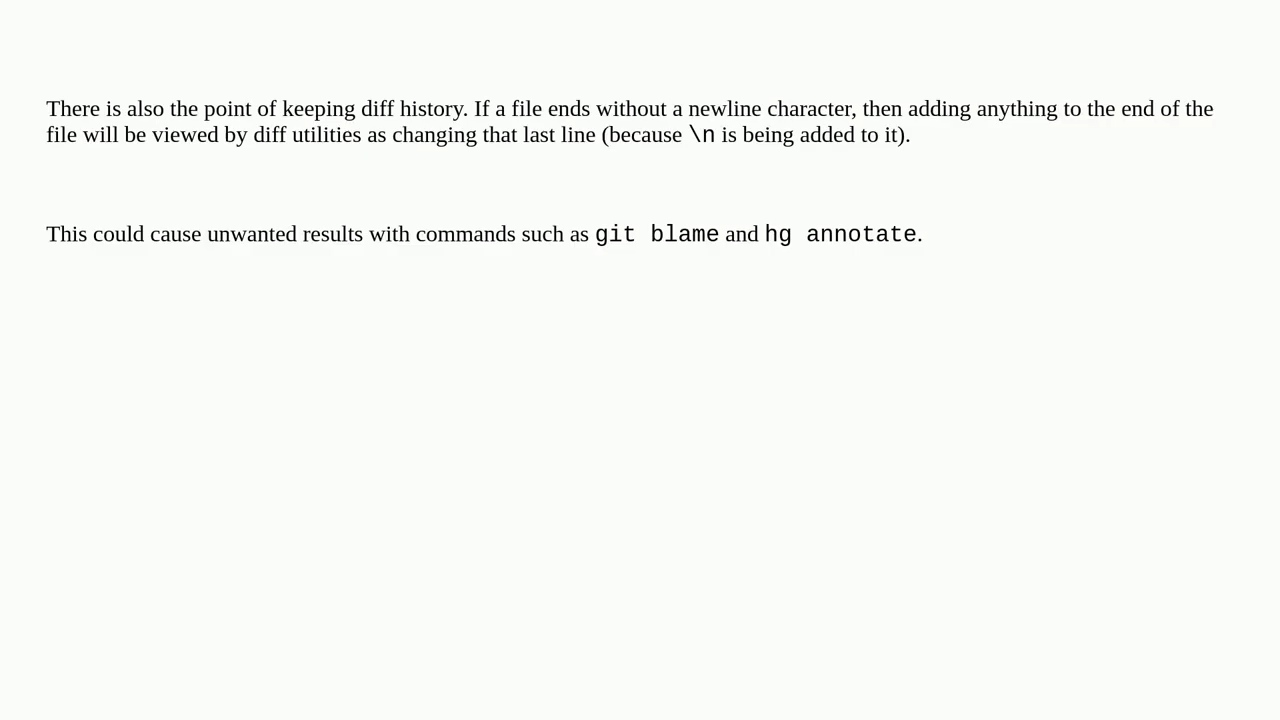 There is also the point of keeping diff history. If a file ends without a newline character, then adding anything to the end of the
file will be viewed by diff utilities as changing that last line (because \n is being added to it).
This could cause unwanted results with commands such as git blame and hg annotate.